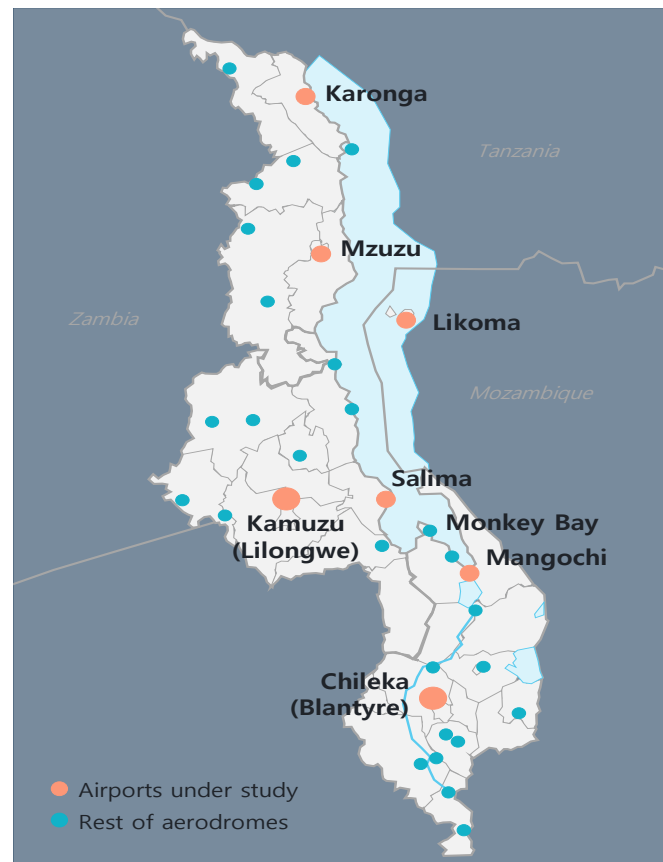 Karonga
Tanzania
Mzuzu
Zambia
Likoma
Mozambique
Salima
Kamuzu
(Lilongwe)
Monkey Bay
Mangochi
Chileka
(Blantyre)
Airports under study
Rest of aerodromes